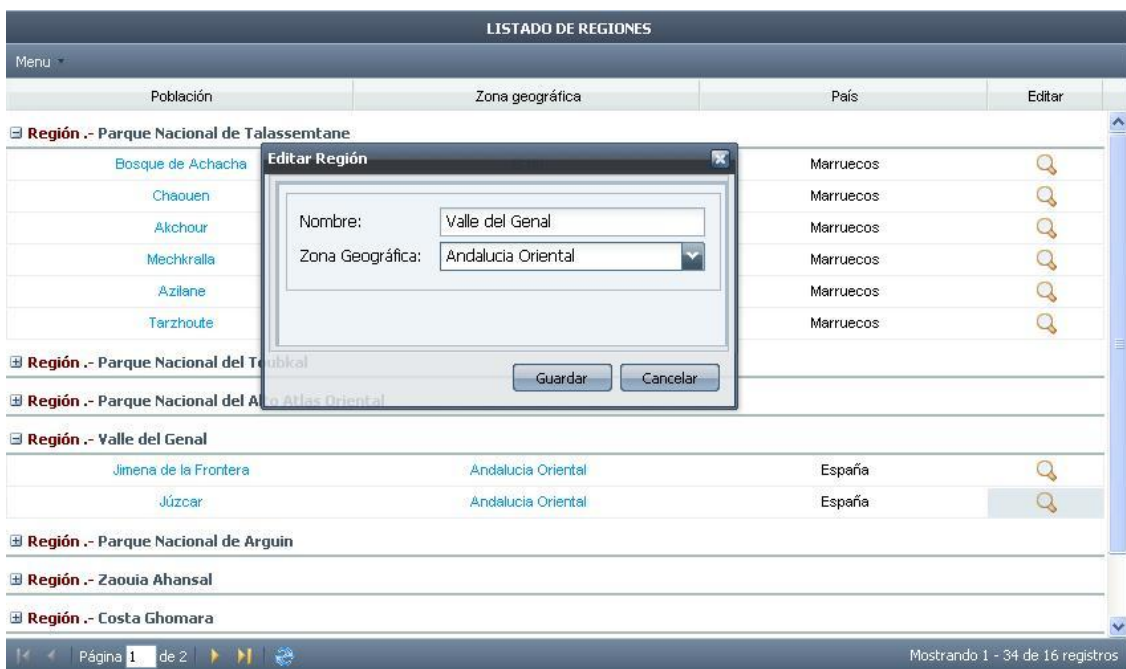 LISTADO DE REGIONES
Menu
Población Zona geográfica País Editar
Región .- Parque Nacional de Talassemtane
Bosque de Achacha Marruecos
Chaouen Marruecos
Akchour Marruecos
Mechkralla Marruecos
Azilane Marruecos
Tarzhoute Marruecos
Editar Región
Nombre: Valle del Genal
Zona Geográfica: Andalucia Oriental
Guardar Cancelar
Región .- Parque Nacional del Toubkal
Región .- Parque Nacional del Alto Atlas Oriental
Región .- Valle del Genal
Jimena de la Frontera Andalucia Oriental España
Júzcar Andalucia Oriental España
Región .- Parque Nacional de Arguin
Región .- Zaouia Ahansal
Región .- Costa Ghomara
Página 1 de 2 Mostrando 1 - 34 de 16 registros